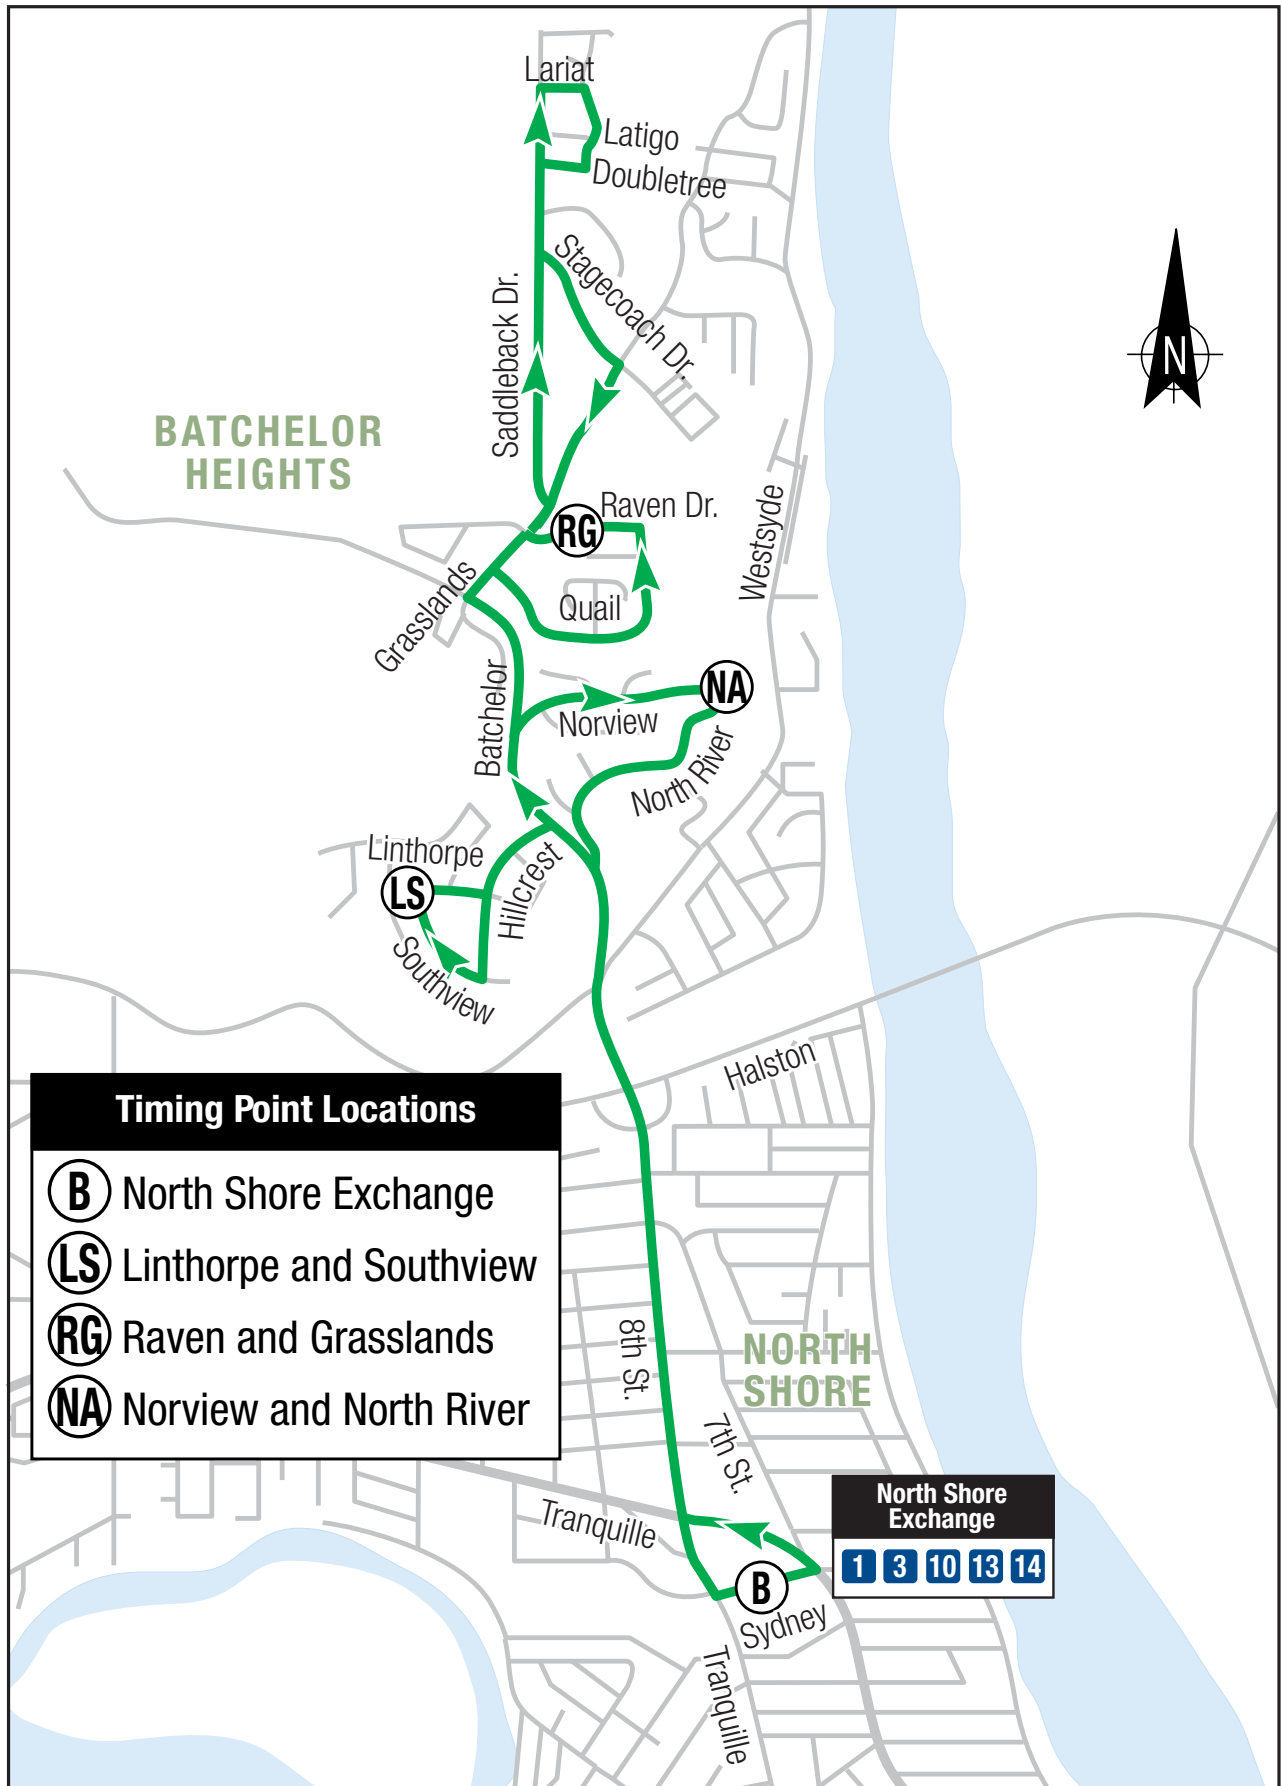 Lariat
Latigo
Doubletree
Stagecoach Dr.
Saddleback Dr.
N
BATCHELOR
HEIGHTS
RG
Raven Dr.
Westsyde
Grasslands
Quail
NA
Batchelor
Norview
North River
Linthorpe
LS
Hillcrest
Southview
Halston
Timing Point Locations
B North Shore Exchange
LS Linthorpe and Southview
RG Raven and Grasslands
NA Norview and North River
8th St.
NORTH
SHORE
7th St.
Tranquille
North Shore
Exchange
1 3 10 13 14
B
Sydney
Tranquille